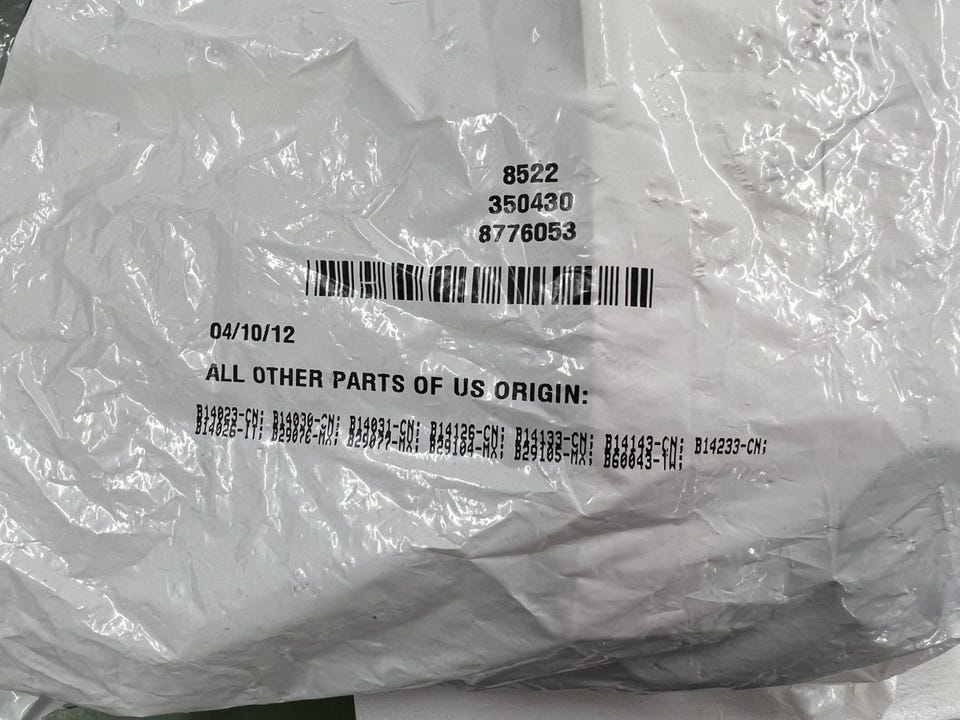 8522
350430
8776053
04/10/12
ALL OTHER PARTS OF US ORIGIN:
B14023-CN; B14030-CN; B14031-CN; B14126-CN; B14133-CN; B14143-CN; B14233-CN;
B14026-IT; B29076-MX; B29077-MX; B29104-MX; B29105-MX; B60043-TW;